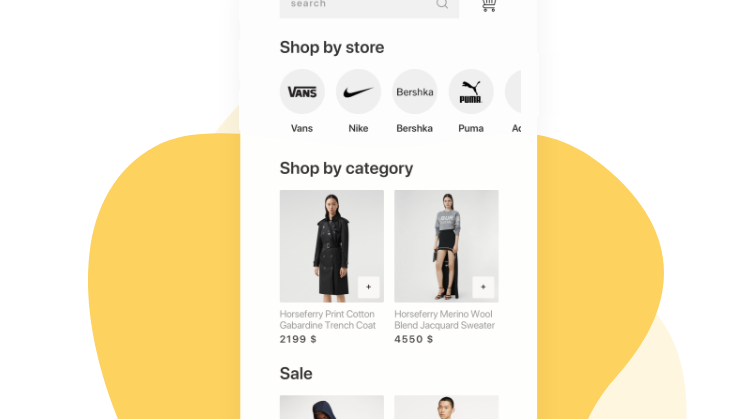 search
Shop by store
VANS
Bershka
PUMA
Vans Nike Bershka Puma
Shop by category
+ +
Horseferry Print Cotton Horseferry Merino Wool
Gabardine Trench Coat Blend Jacquard Sweater
2199 $ 4550 $
Sale